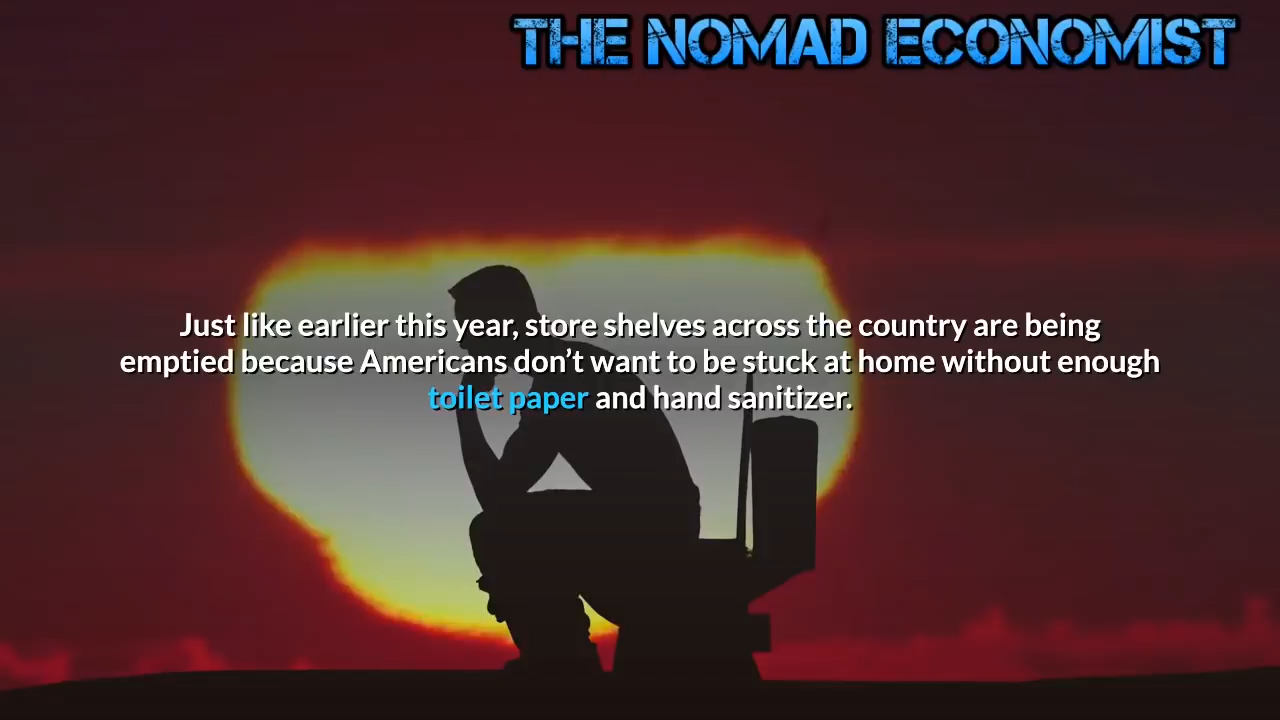 THE NOMAD ECONOMIST
Just like earlier this year, store shelves across the country are being
emptied because Americans don’t want to be stuck at home without enough
toilet paper and hand sanitizer.